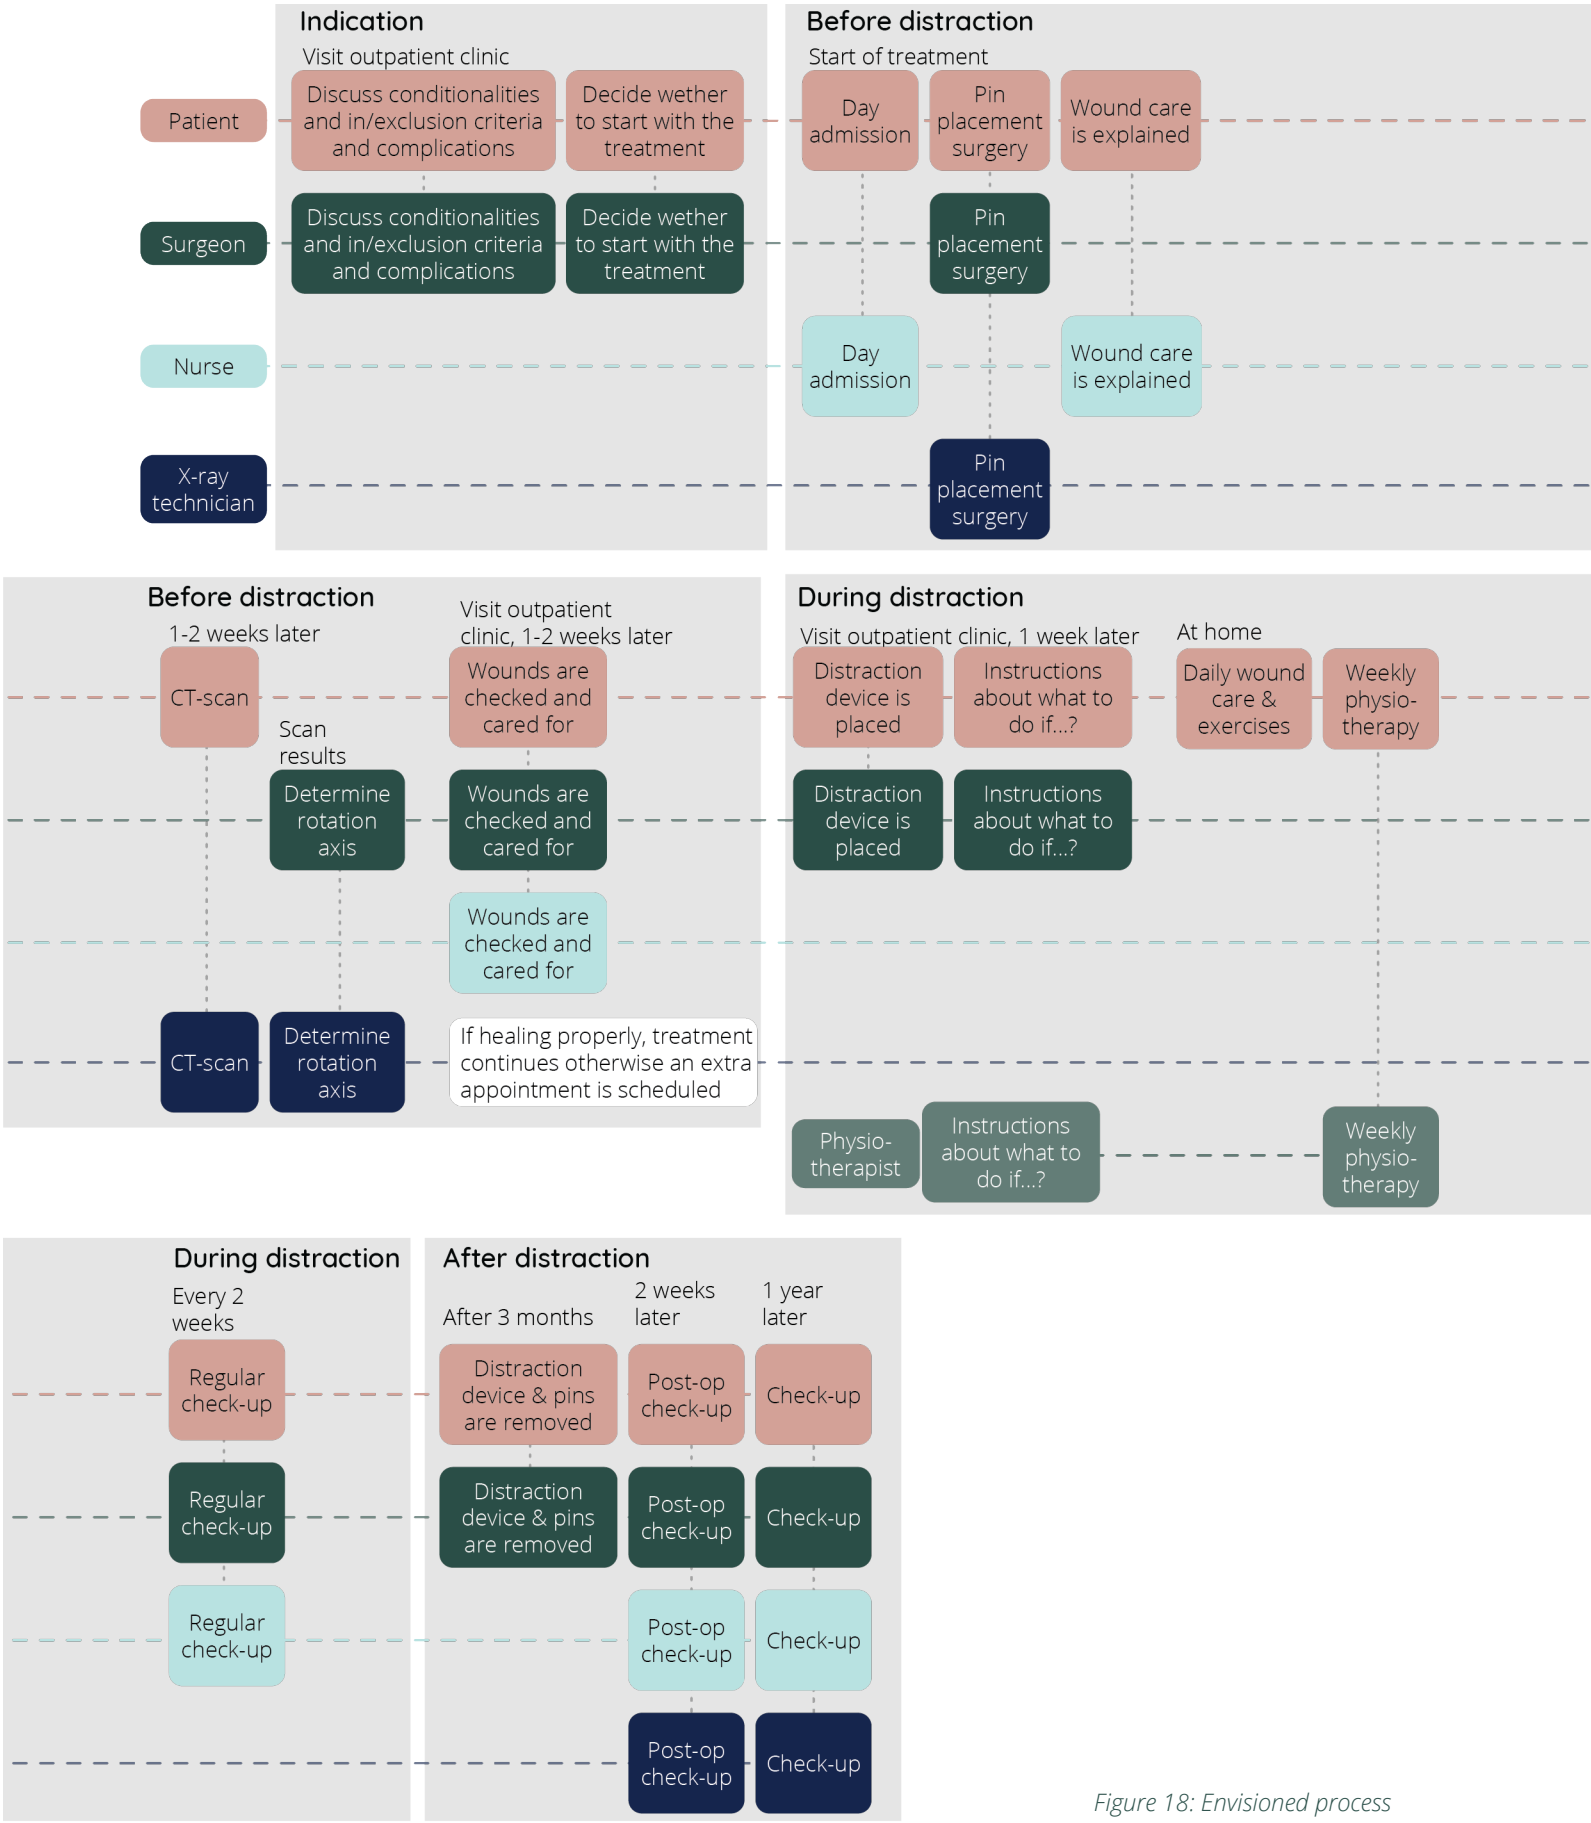 Indication
Visit outpatient clinic
Before distraction
Start of treatment
Patient
Discuss conditionalities
and in/exclusion criteria
and complications
Decide wether
to start with the
treatment
Day
admission
Pin
placement
surgery
Wound care
is explained
Surgeon
Discuss conditionalities
and in/exclusion criteria
and complications
Decide wether
to start with the
treatment
Pin
placement
surgery
Nurse
Day
admission
Wound care
is explained
X-ray
technician
Pin
placement
surgery
Before distraction
1-2 weeks later
Visit outpatient
clinic, 1-2 weeks later
CT-scan
Wounds are
checked and
cared for
Scan
results
Determine
rotation
axis
Wounds are
checked and
cared for
Wounds are
checked and
cared for
CT-scan
Determine
rotation
axis
If healing properly, treatment
continues otherwise an extra
appointment is scheduled
During distraction
Visit outpatient clinic, 1 week later
At home
Distraction
device is
placed
Instructions
about what to
do if...?
Daily wound
care &
exercises
Weekly
physio-
therapy
Distraction
device is
placed
Instructions
about what to
do if...?
Physio-
therapist
Instructions
about what to
do if...?
Weekly
physio-
therapy
During distraction
Every 2
weeks
Regular
check-up
Regular
check-up
Regular
check-up
After distraction
After 3 months
2 weeks
later
1 year
later
Distraction
device & pins
are removed
Post-op
check-up
Check-up
Distraction
device & pins
are removed
Post-op
check-up
Check-up
Post-op
check-up
Check-up
Post-op
check-up
Check-up
Figure 18: Envisioned process